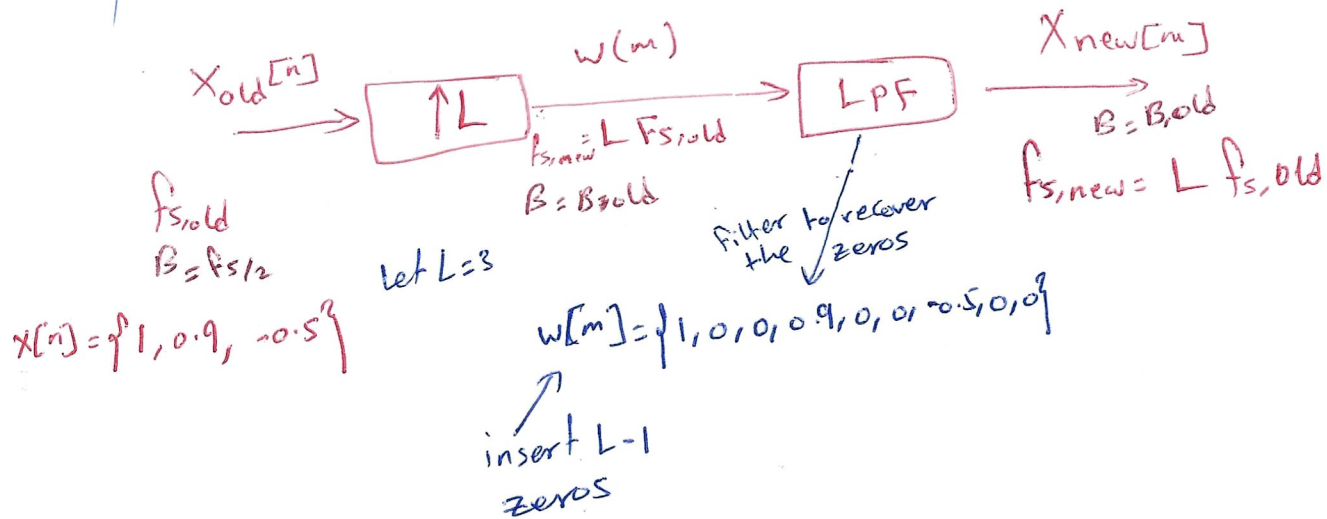 Xold[n]
↑L
w(m)
LPF
Xnew[m]
fs,new = L Fs,old
B = B,old
B = B,old
fs,new = L fs,old
fs,old
B = fs/2
Let L=3
filter to recover
the zeros
x[n] = {1, 0.9, -0.5}
w[m] = {1, 0, 0, 0.9, 0, 0, -0.5, 0, 0}
insert L-1
zeros